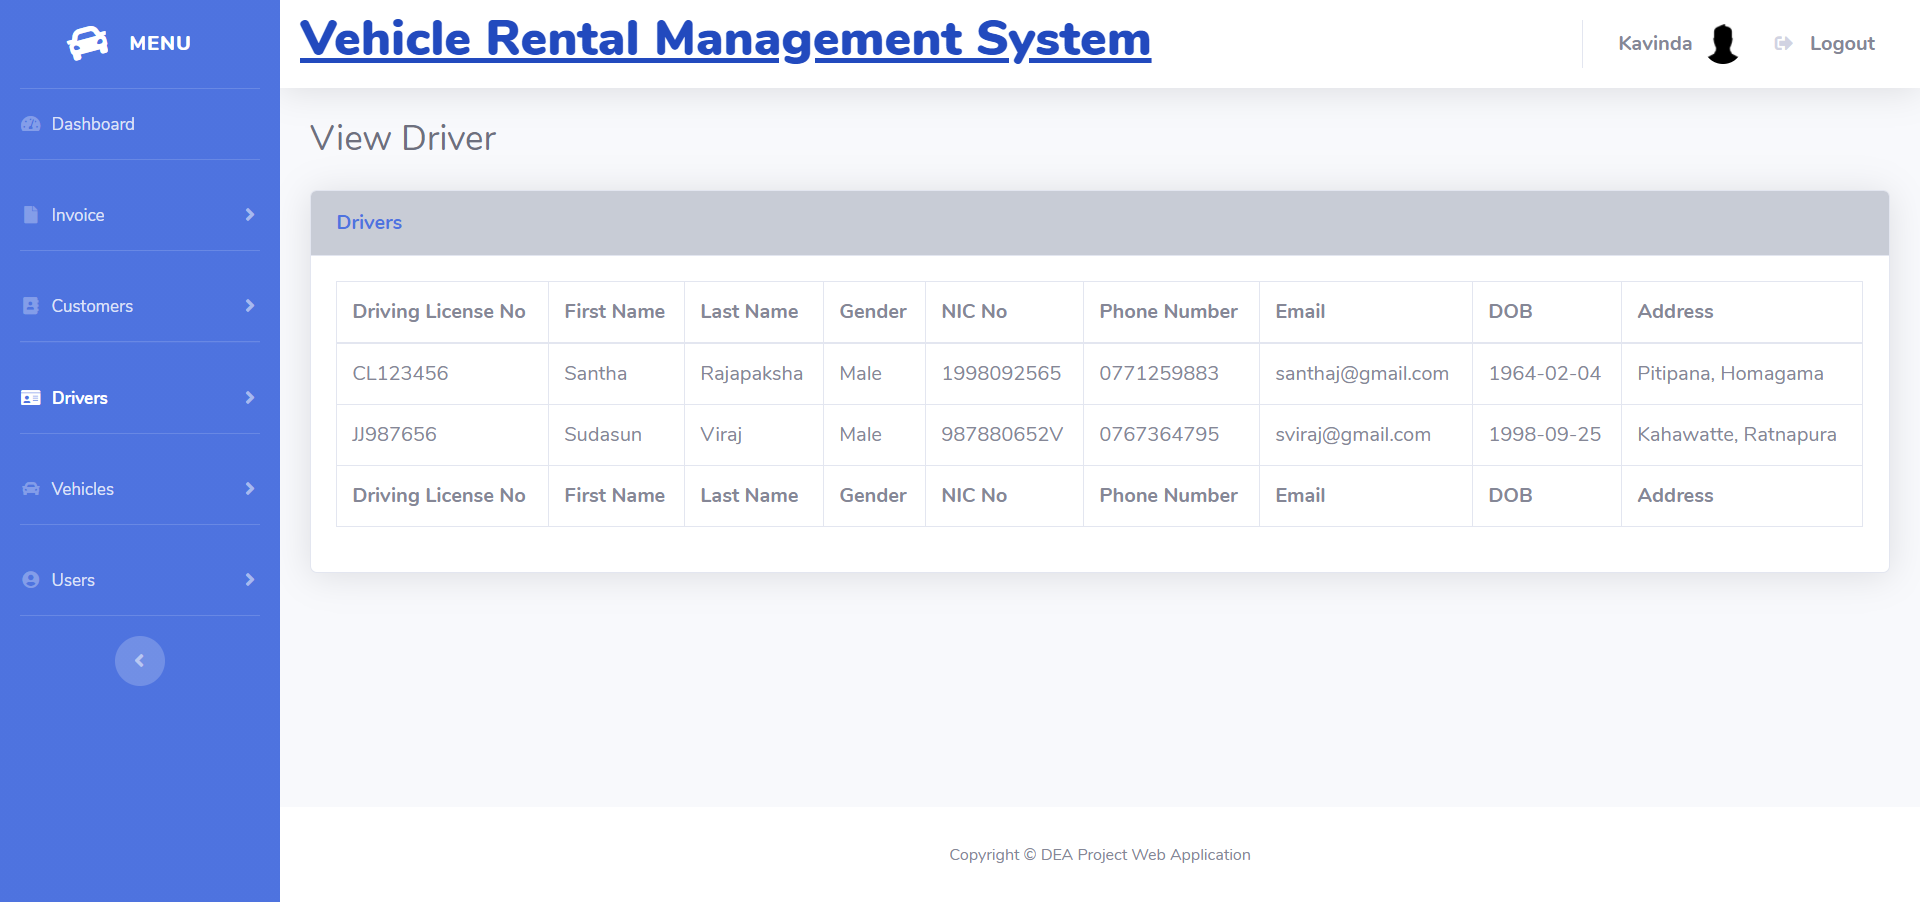 MENU
Vehicle Rental Management System
Kavinda
Logout
Dashboard
Invoice
Customers
Drivers
Vehicles
Users
View Driver
Drivers
Driving License No First Name Last Name Gender NIC No Phone Number Email DOB Address
CL123456 Santha Rajapaksha Male 1998092565 0771259883 santhaj@gmail.com 1964-02-04 Pitipana, Homagama
JJ987656 Sudasun Viraj Male 987880652V 0767364795 sviraj@gmail.com 1998-09-25 Kahawatte, Ratnapura
Driving License No First Name Last Name Gender NIC No Phone Number Email DOB Address
Copyright © DEA Project Web Application